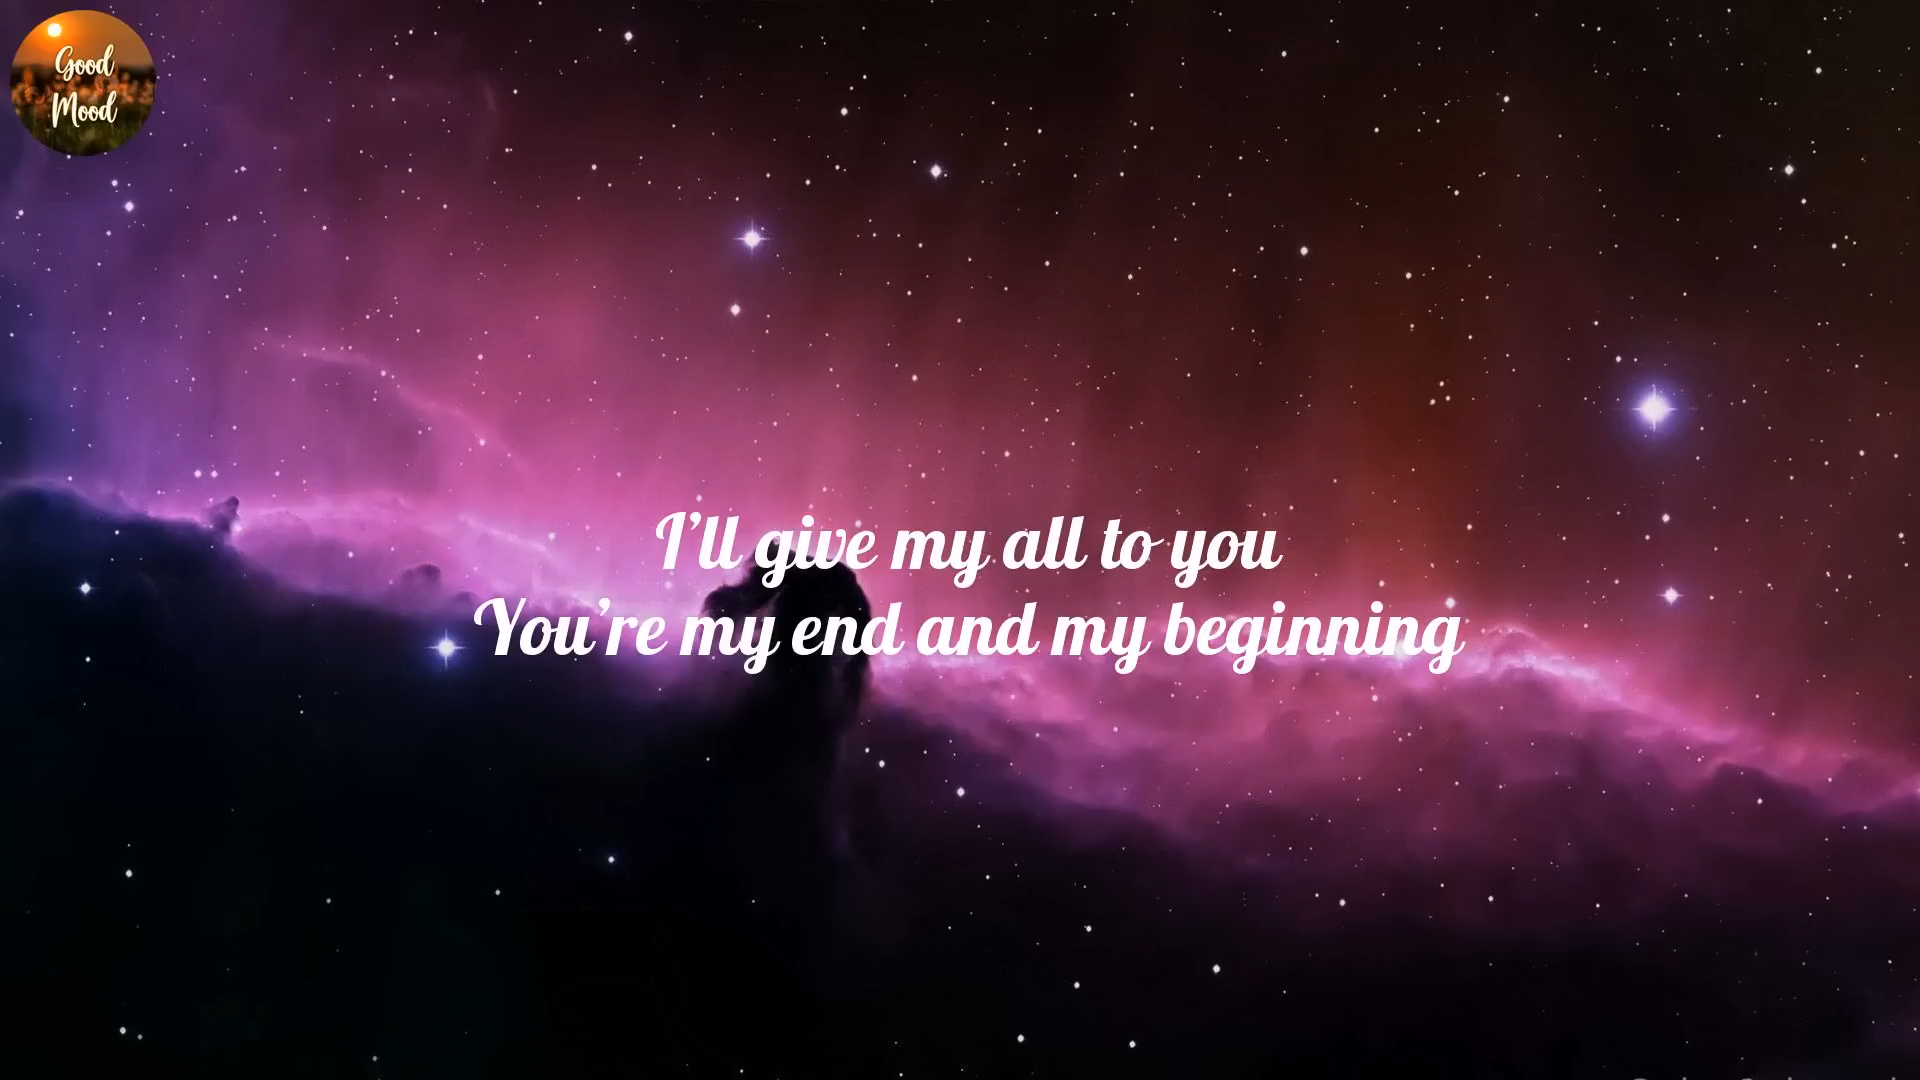 Good
Mood
I'll give my all to you
You're my end and my beginning